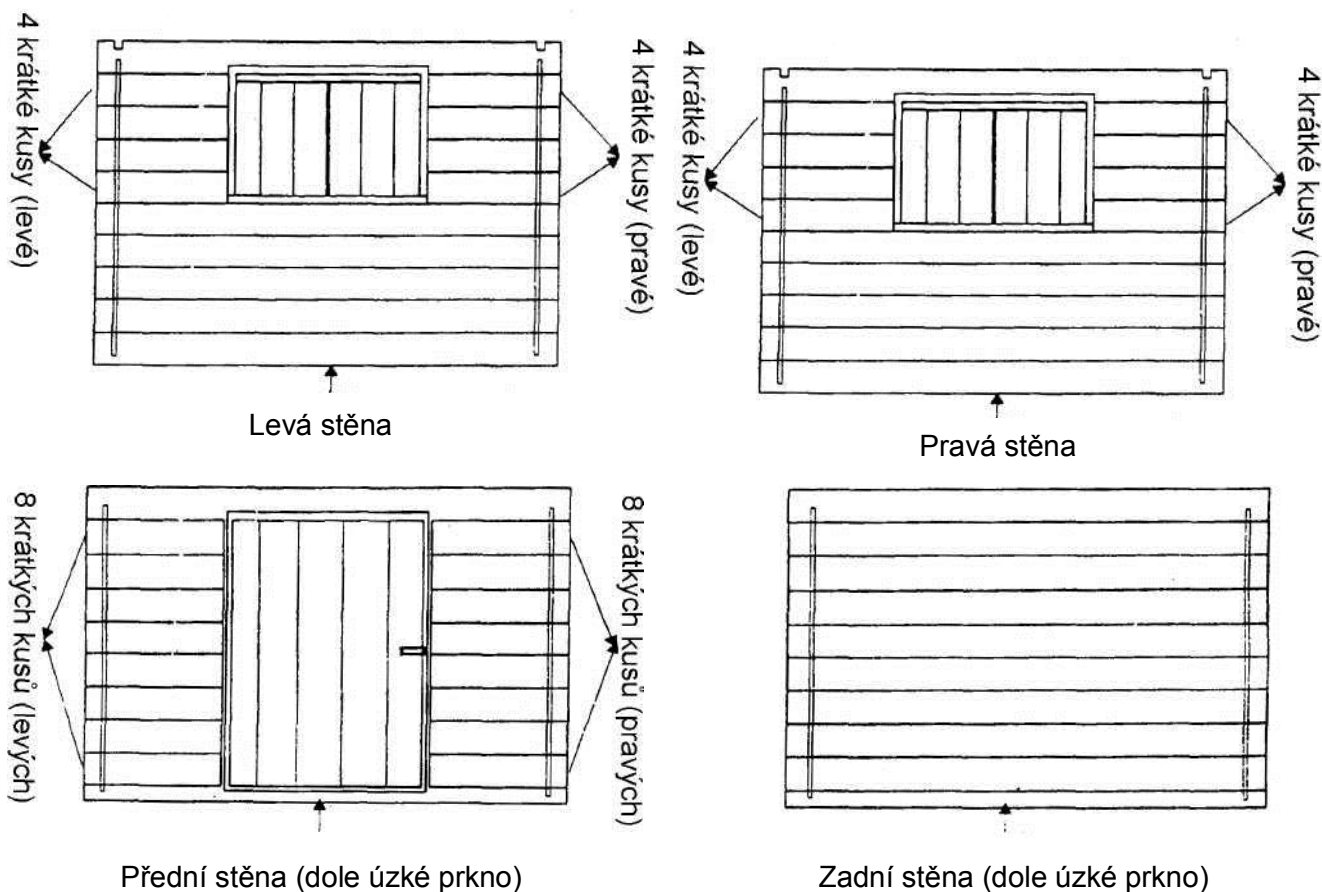 4 krátké kusy (levé)
4 krátké kusy (pravé)
4 krátké kusy (levé)
4 krátké kusy (pravé)
Levá stěna
Pravá stěna
8 krátkých kusů (levých)
8 krátkých kusů (pravých)
Přední stěna (dole úzké prkno)
Zadní stěna (dole úzké prkno)